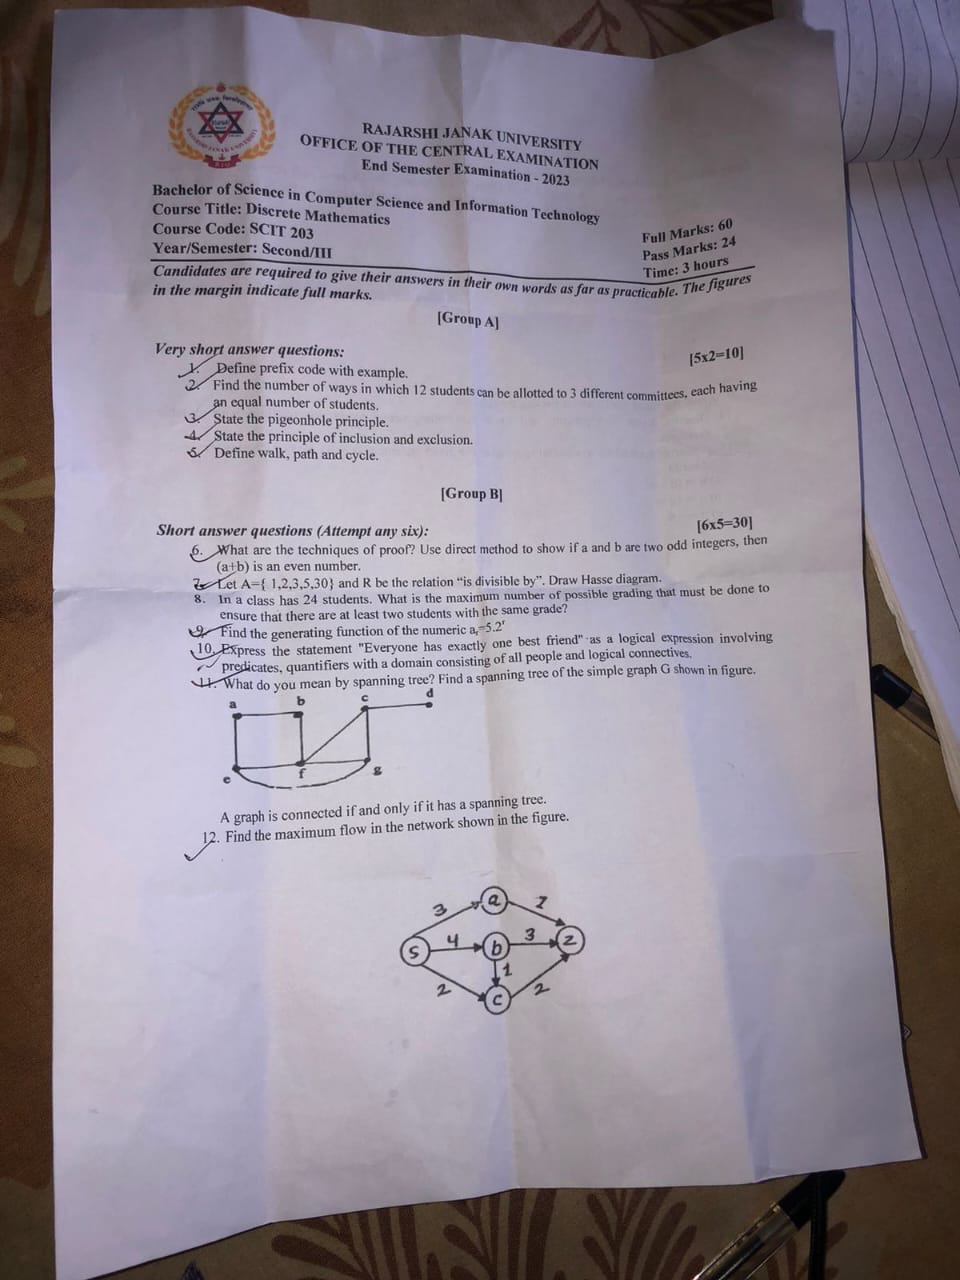 RAJARSHI JANAK UNIVERSITY
OFFICE OF THE CENTRAL EXAMINATION
End Semester Examination - 2023
Bachelor of Science in Computer Science and Information Technology
Course Title: Discrete Mathematics
Course Code: SCIT 203
Year/Semester: Second/III
Full Marks: 60
Pass Marks: 24
Time: 3 hours
Candidates are required to give their answers in their own words as far as practicable. The figures
in the margin indicate full marks.
[Group A]
Very short answer questions:
[5x2=10]
1. Define prefix code with example.
2. Find the number of ways in which 12 students can be allotted to 3 different committees, each having
an equal number of students.
3. State the pigeonhole principle.
4. State the principle of inclusion and exclusion.
5. Define walk, path and cycle.
[Group B]
Short answer questions (Attempt any six):
[6x5=30]
6. What are the techniques of proof? Use direct method to show if a and b are two odd integers, then
(a+b) is an even number.
7. Let A={ 1,2,3,5,30} and R be the relation “is divisible by”. Draw Hasse diagram.
8. In a class has 24 students. What is the maximum number of possible grading that must be done to
ensure that there are at least two students with the same grade?
9. Find the generating function of the numeric aᵣ=5.2ʳ
10. Express the statement "Everyone has exactly one best friend" as a logical expression involving
predicates, quantifiers with a domain consisting of all people and logical connectives.
11. What do you mean by spanning tree? Find a spanning tree of the simple graph G shown in figure.
a b c d
e f g
A graph is connected if and only if it has a spanning tree.
12. Find the maximum flow in the network shown in the figure.
3 a
S 4 b 3 z
1
2 c 2